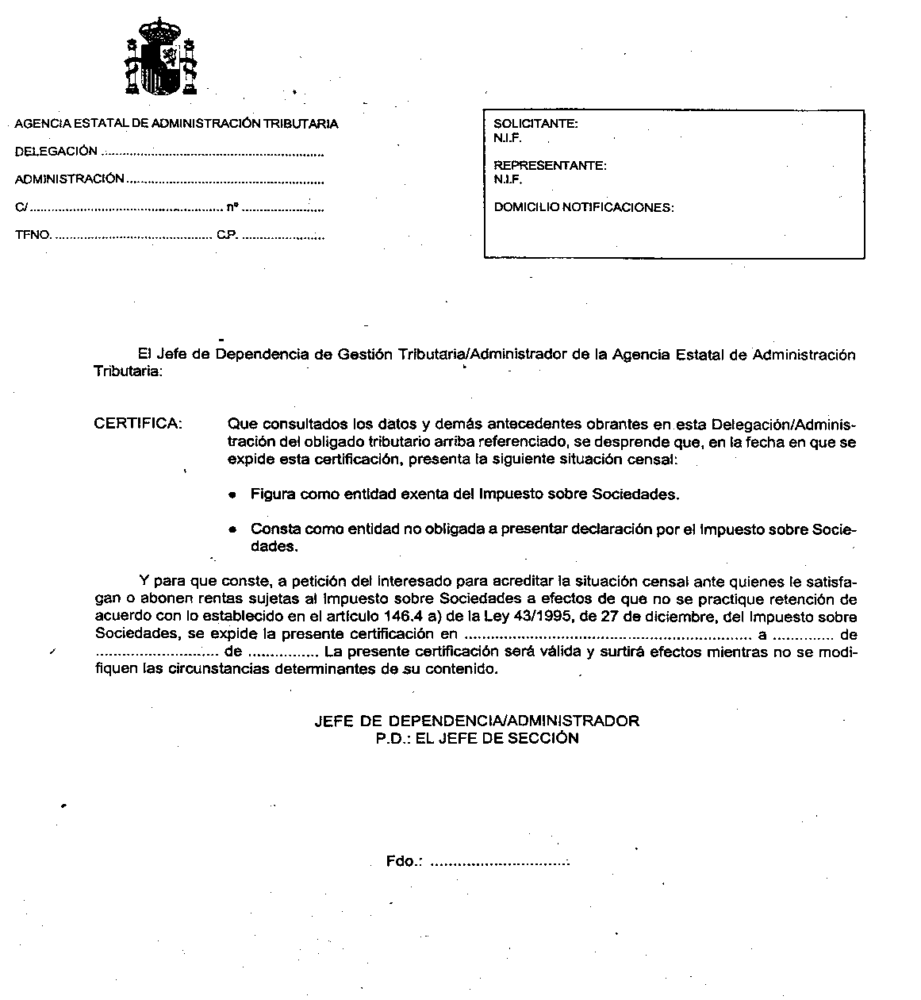 AGENCIA ESTATAL DE ADMINISTRACIÓN TRIBUTARIA
DELEGACIÓN ................................................................
ADMINISTRACIÓN .........................................................
C/ ........................................................ nº ........................
TFNO. .............................................. C.P. ........................
SOLICITANTE:
N.I.F.
REPRESENTANTE:
N.I.F.
DOMICILIO NOTIFICACIONES:
El Jefe de Dependencia de Gestión Tributaria/Administrador de la Agencia Estatal de Administración
Tributaria:
CERTIFICA: Que consultados los datos y demás antecedentes obrantes en esta Delegación/Adminis-
tración del obligado tributario arriba referenciado, se desprende que, en la fecha en que se
expide esta certificación, presenta la siguiente situación censal:
• Figura como entidad exenta del Impuesto sobre Sociedades.
• Consta como entidad no obligada a presentar declaración por el Impuesto sobre Socie-
dades.
Y para que conste, a petición del interesado para acreditar la situación censal ante quienes le satisfa-
gan o abonen rentas sujetas al Impuesto sobre Sociedades a efectos de que no se practique retención de
acuerdo con lo establecido en el artículo 146.4 a) de la Ley 43/1995, de 27 de diciembre, del Impuesto sobre
Sociedades, se expide la presente certificación en ............................................................... a ............. de
........................... de ............... La presente certificación será válida y surtirá efectos mientras no se modi-
fiquen las circunstancias determinantes de su contenido.
JEFE DE DEPENDENCIA/ADMINISTRADOR
P.D.: EL JEFE DE SECCIÓN
Fdo.: ..............................